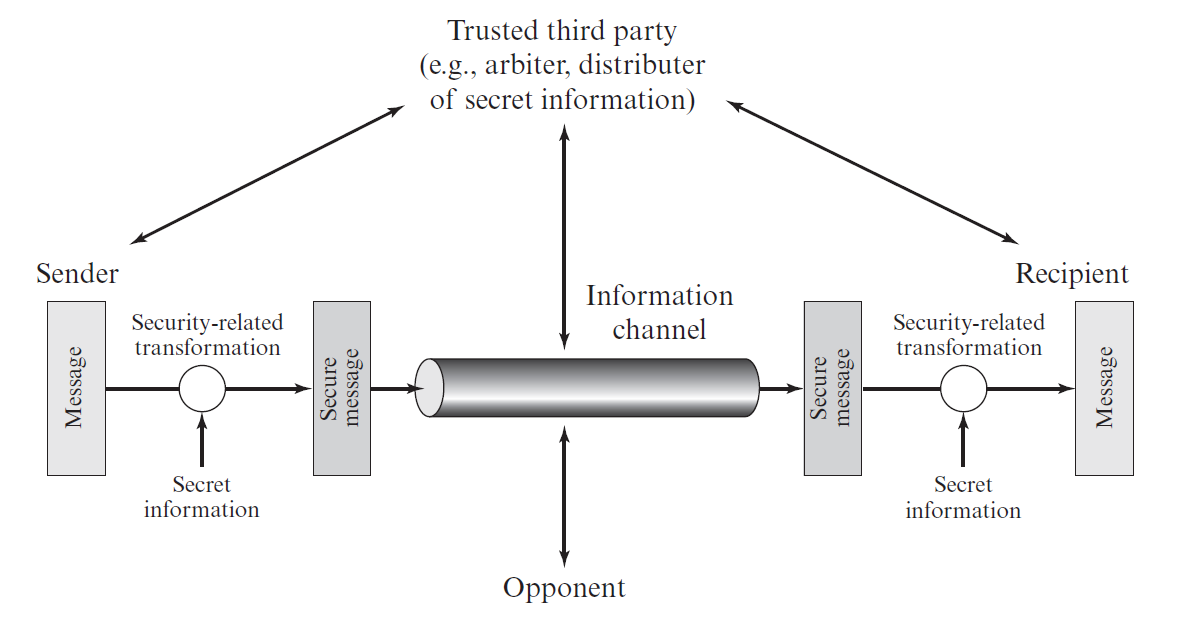 Trusted third party
(e.g., arbiter, distributer
of secret information)
Sender
Recipient
Information
channel
Security-related
transformation
Security-related
transformation
Message
Secure
message
Secure
message
Message
Secret
information
Secret
information
Opponent